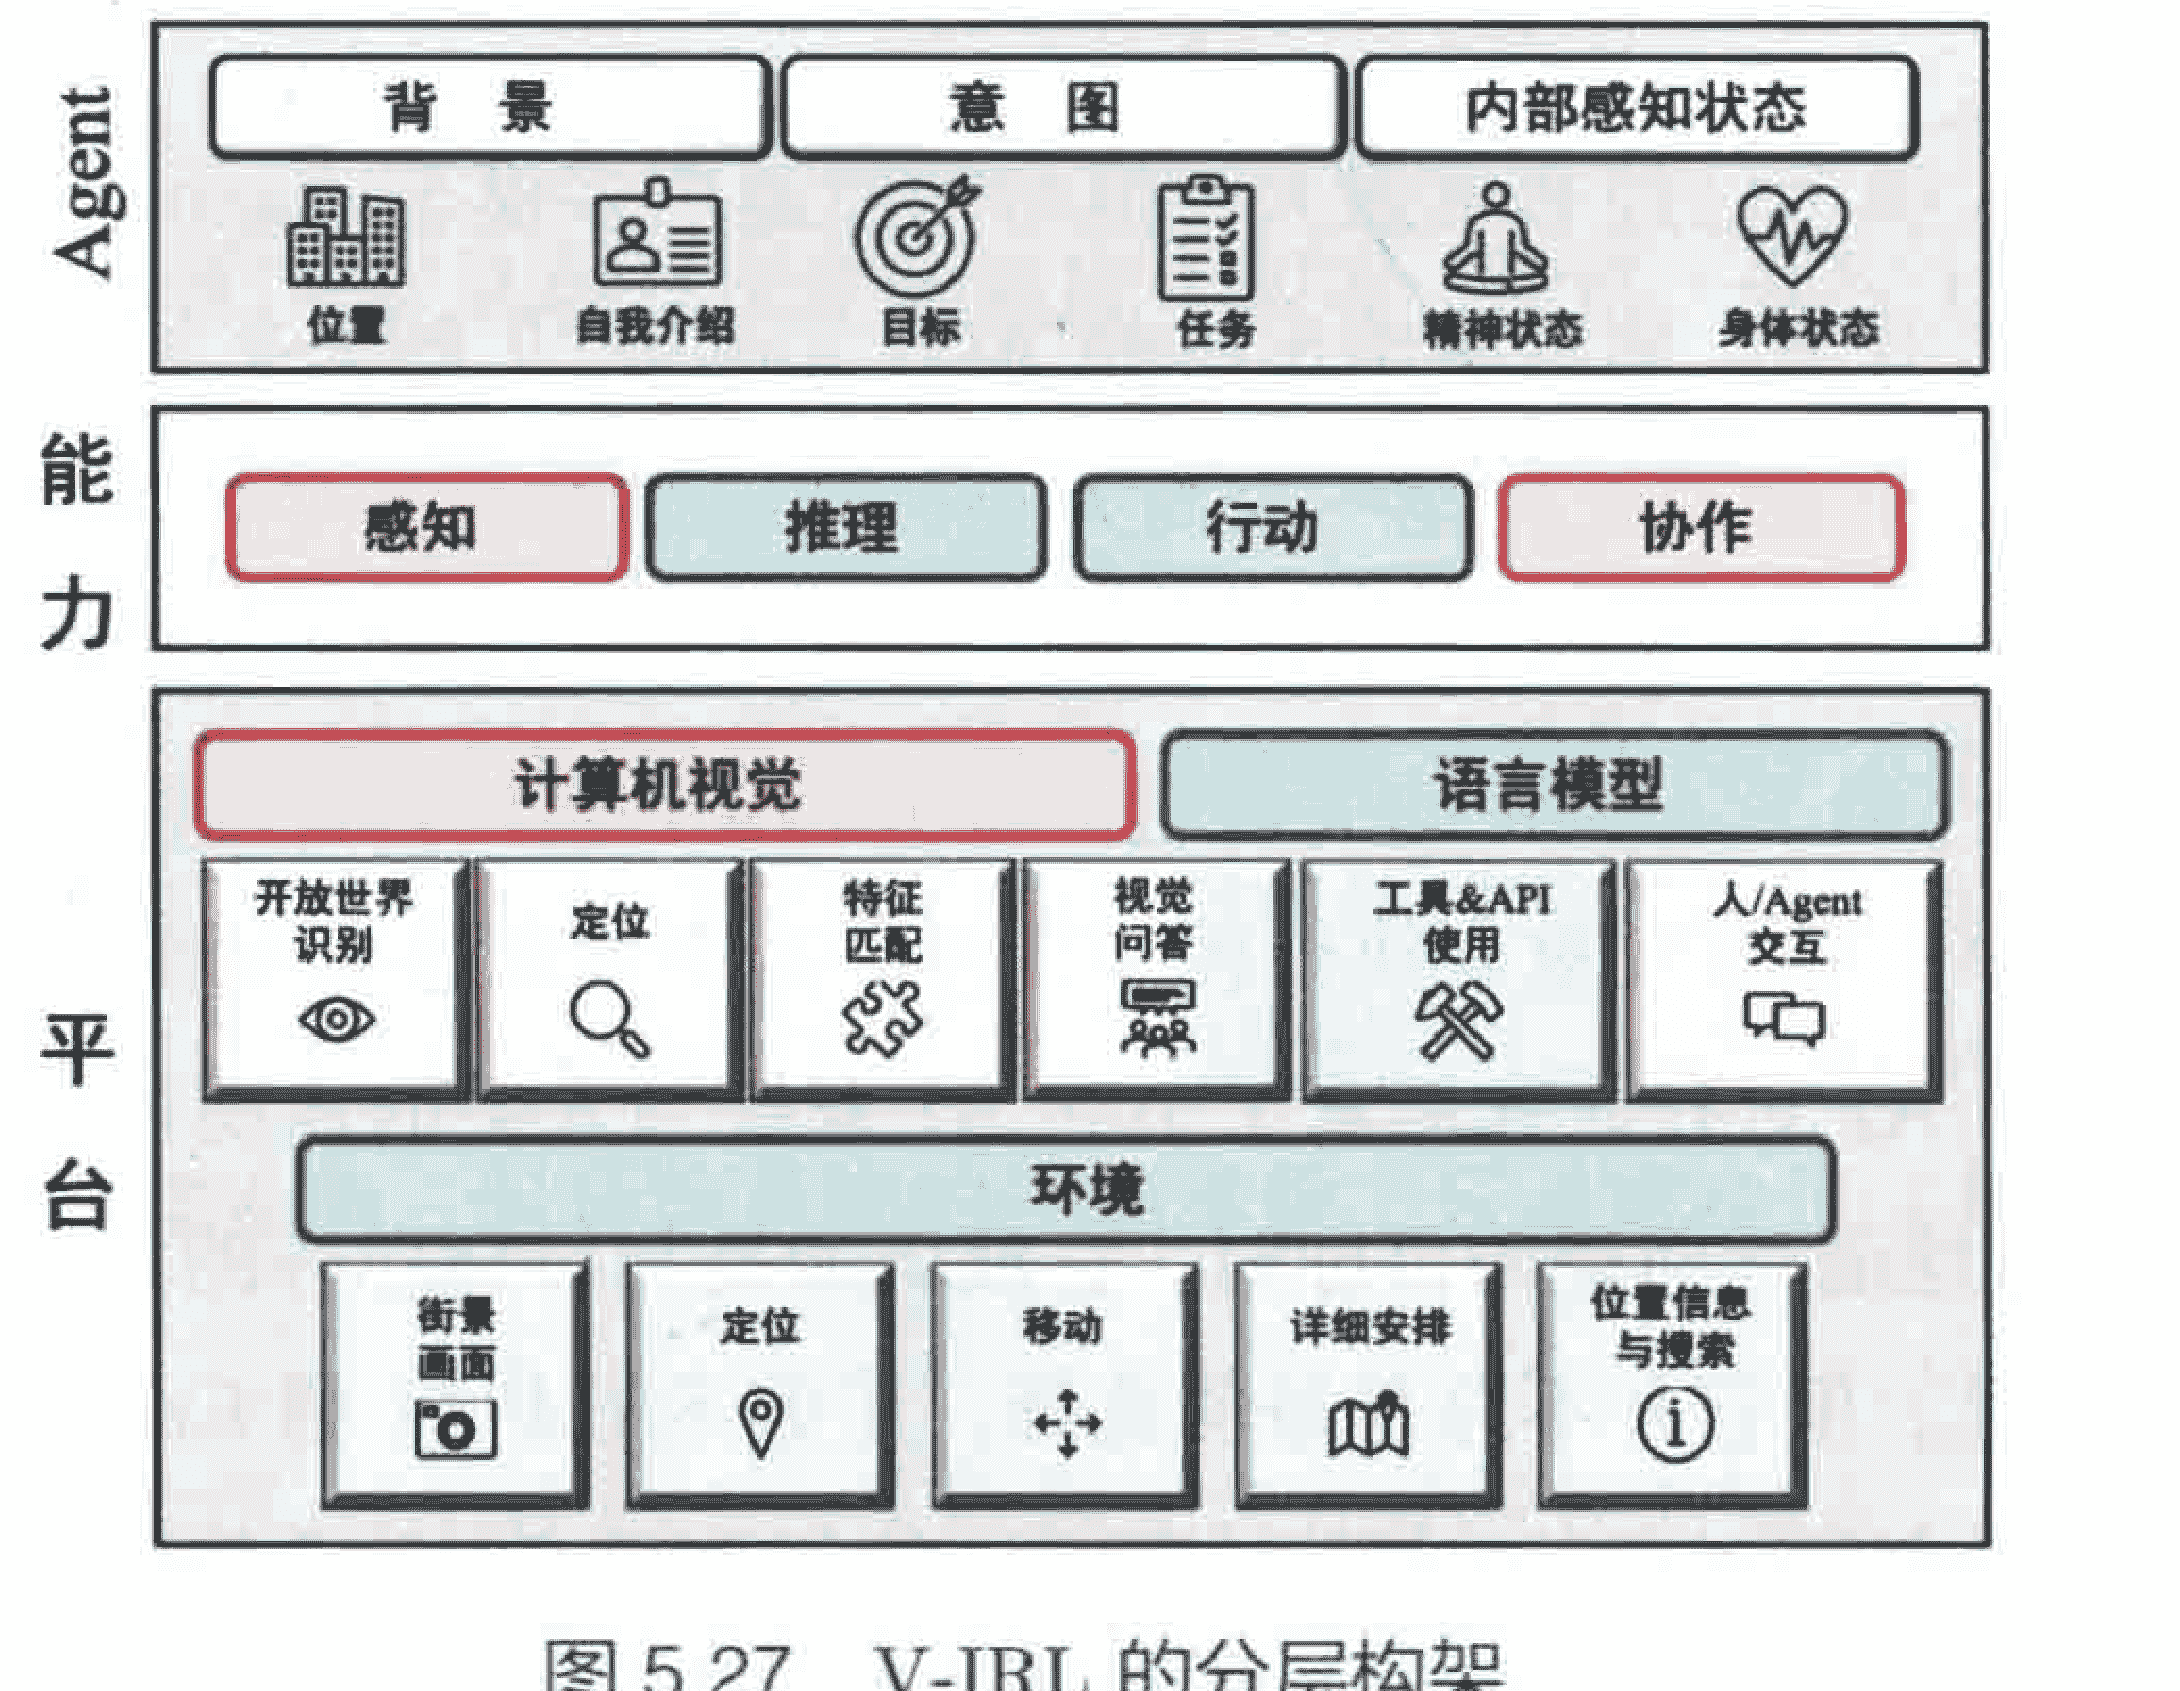 Agent
背 景
意 图
内部感知状态
位置
自我介绍
目标
任务
精神状态
身体状态
能力
感知
推理
行动
协作
平台
计算机视觉
语言模型
开放世界
识别
定位
特征
匹配
视觉
问答
工具&API
使用
人/Agent
交互
环境
街景
画面
定位
移动
详细安排
位置信息
与搜索
i
图 5.27 V-IRL 的分层构架